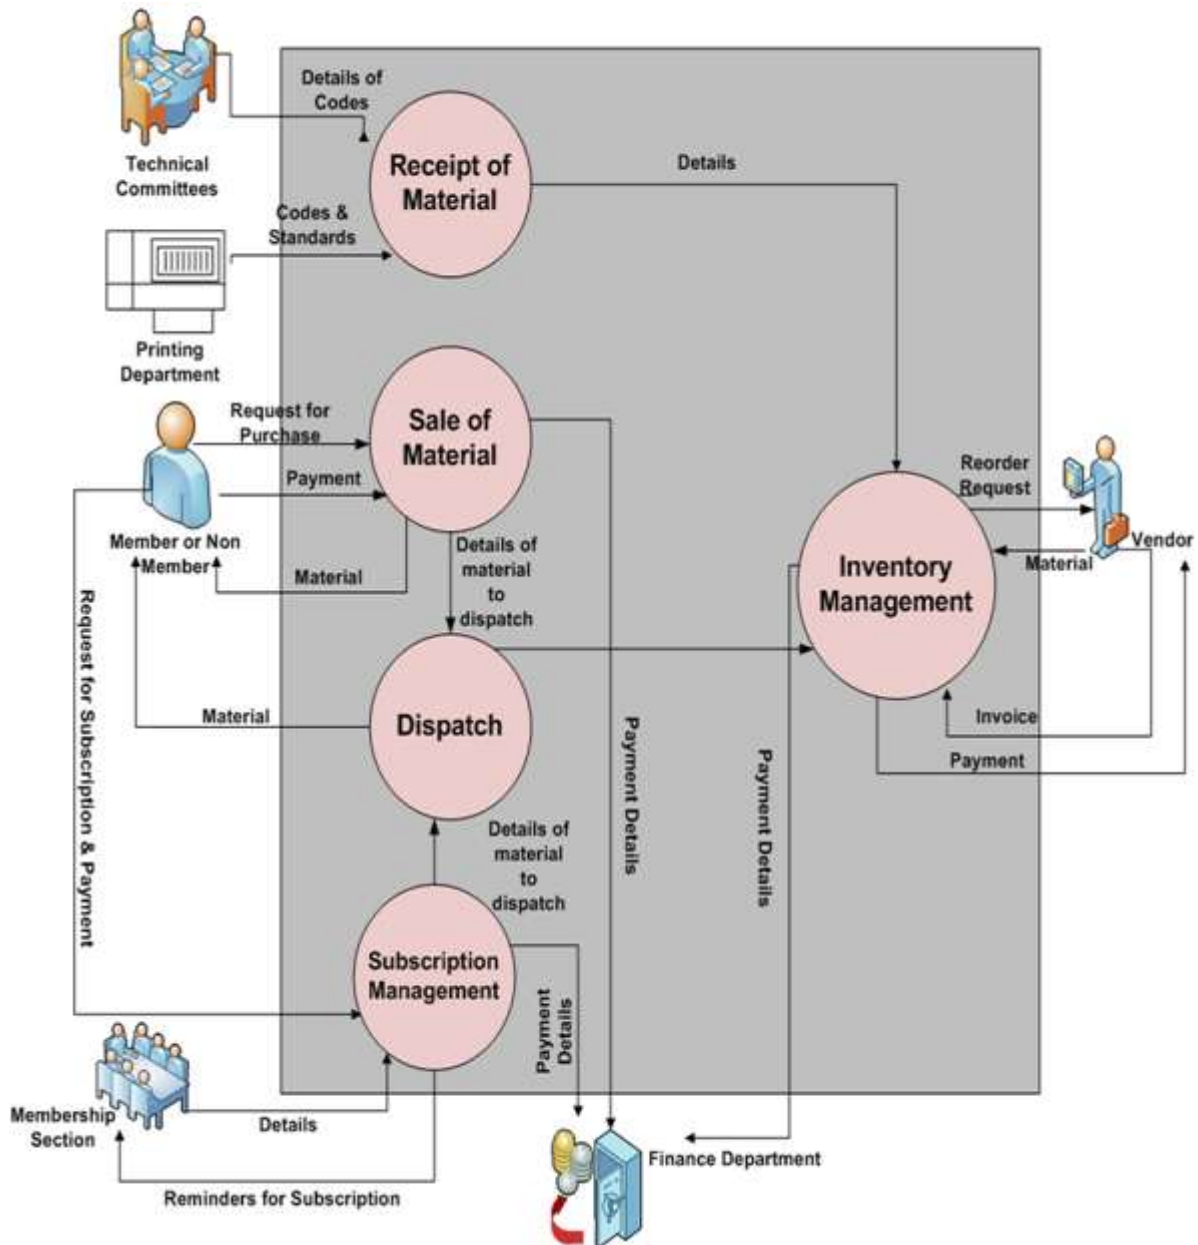 Details of
Codes
Technical
Committees
Receipt of
Material
Details
Codes &
Standards
Printing
Department
Request for
Purchase
Sale of
Material
Payment
Member or Non
Member
Material
Details of
material
to
dispatch
Reorder
Request
Vendor
Material
Inventory
Management
Request for Subscription & Payment
Material
Dispatch
Payment Details
Payment Details
Invoice
Payment
Details of
material
to
dispatch
Subscription
Management
Payment
Details
Membership
Section
Details
Finance Department
Reminders for Subscription